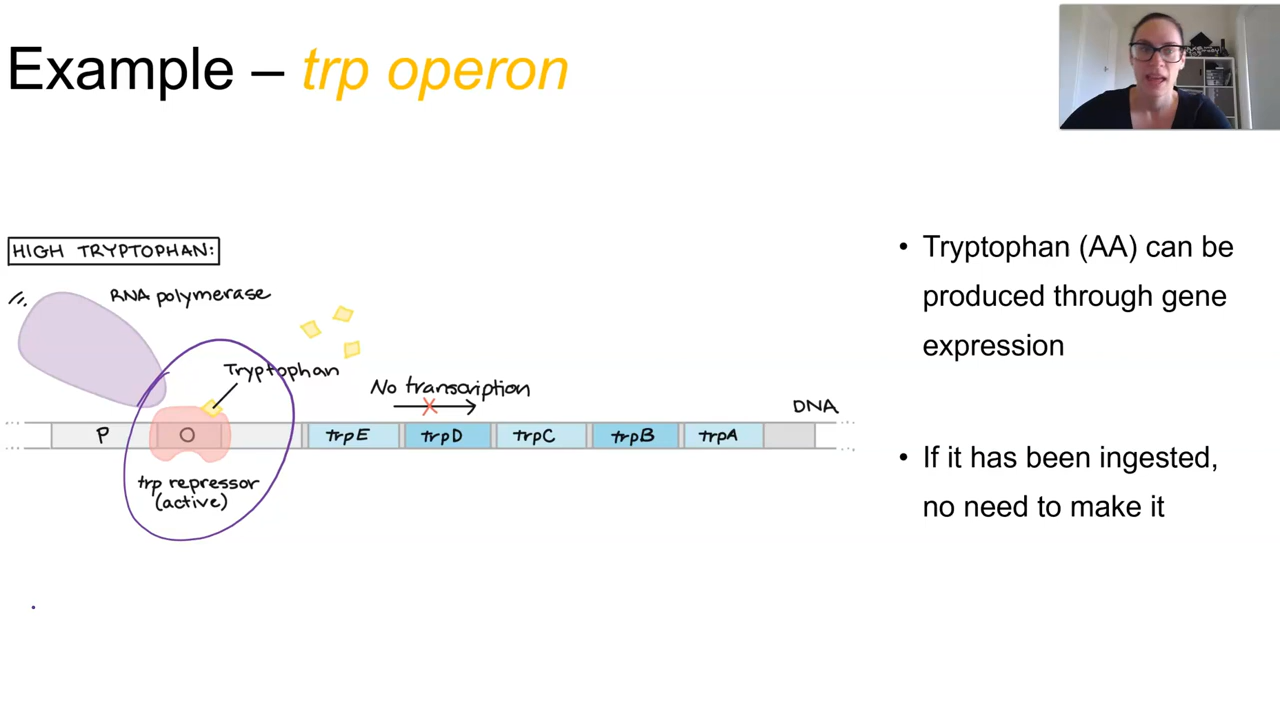 Example – trp operon
HIGH TRYPTOPHAN:
RNA polymerase
Tryptophan
No transcription
DNA
P
O
trpE
trpD
trpC
trpB
trpA
trp repressor
(active)
• Tryptophan (AA) can be
produced through gene
expression
• If it has been ingested,
no need to make it